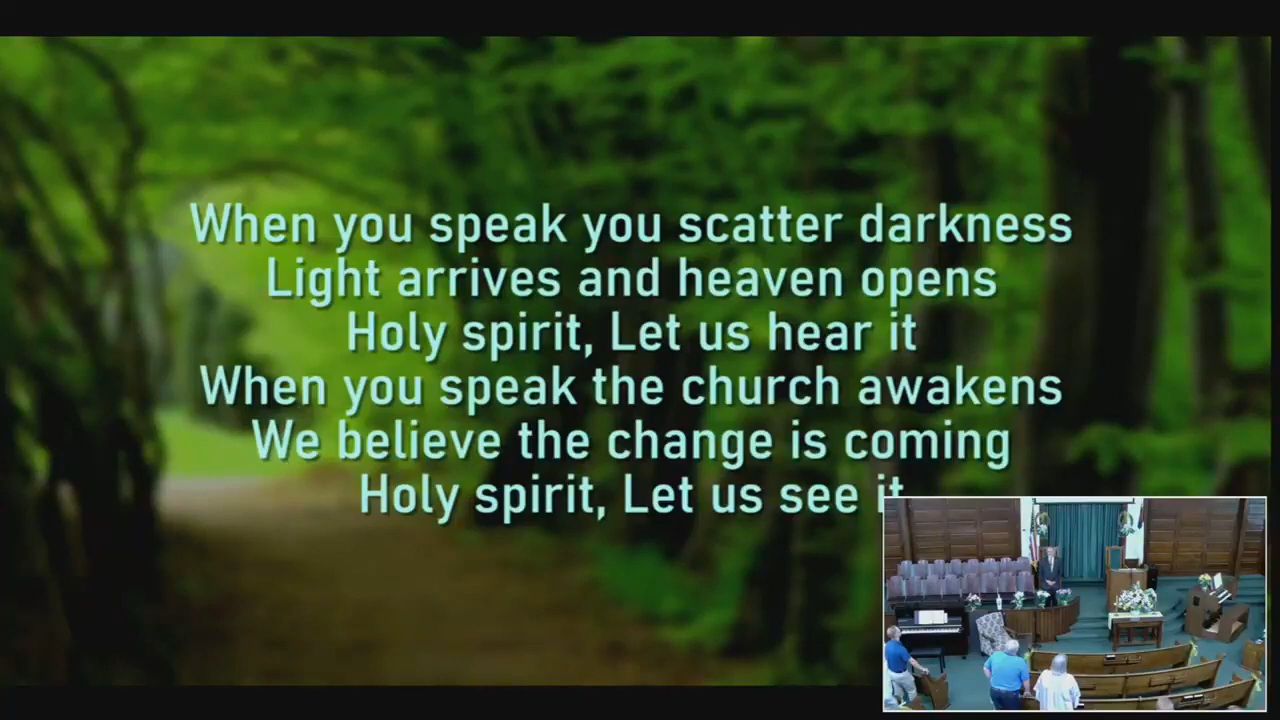 When you speak you scatter darkness
Light arrives and heaven opens
Holy spirit, Let us hear it
When you speak the church awakens
We believe the change is coming
Holy spirit, Let us see it